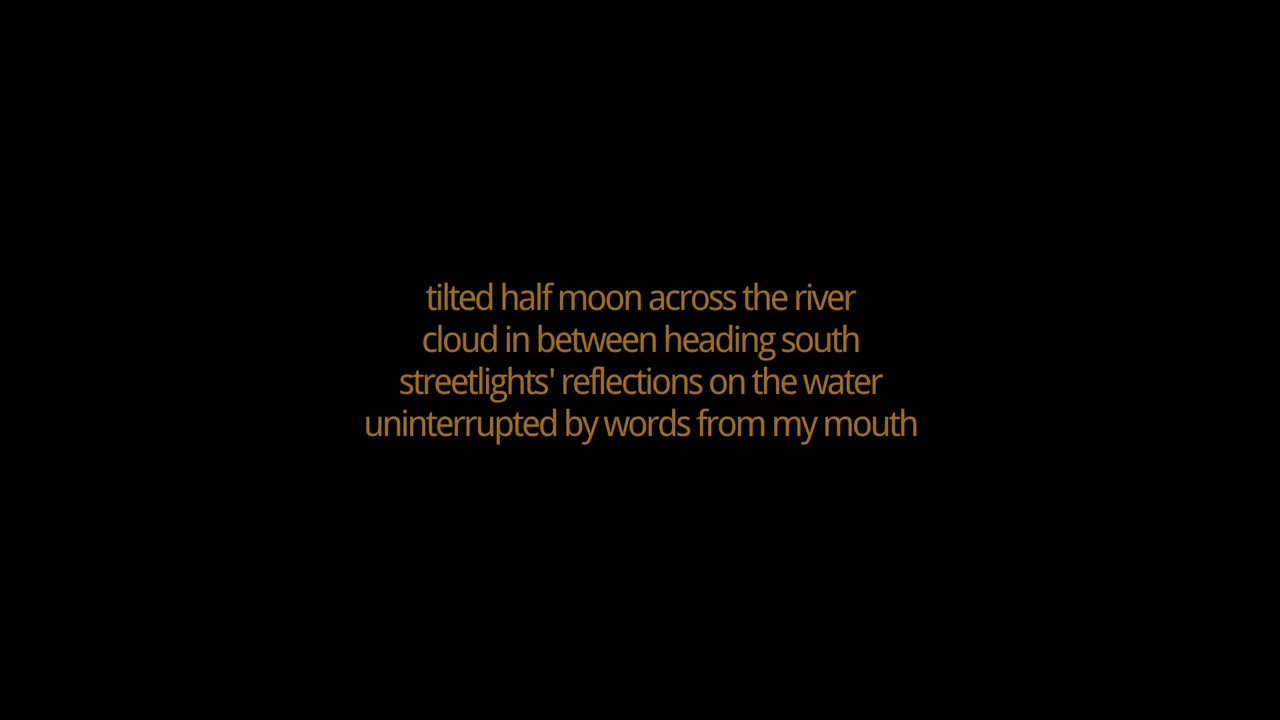 tilted half moon across the river
cloud in between heading south
streetlights' reflections on the water
uninterrupted by words from my mouth